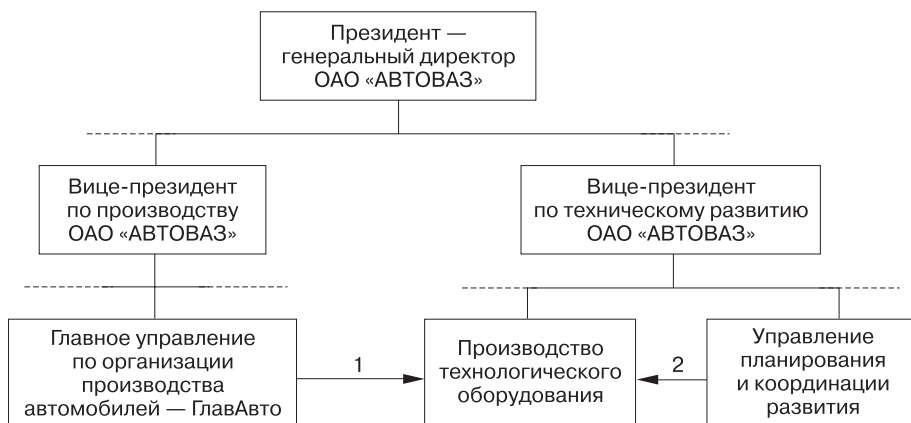 Президент —
генеральный директор
ОАО «АВТОВАЗ»
Вице-президент
по производству
ОАО «АВТОВАЗ»
Вице-президент
по техническому развитию
ОАО «АВТОВАЗ»
Главное управление
по организации
производства
автомобилей — ГлавАвто
1
Производство
технологического
оборудования
2
Управление
планирования
и координации
развития